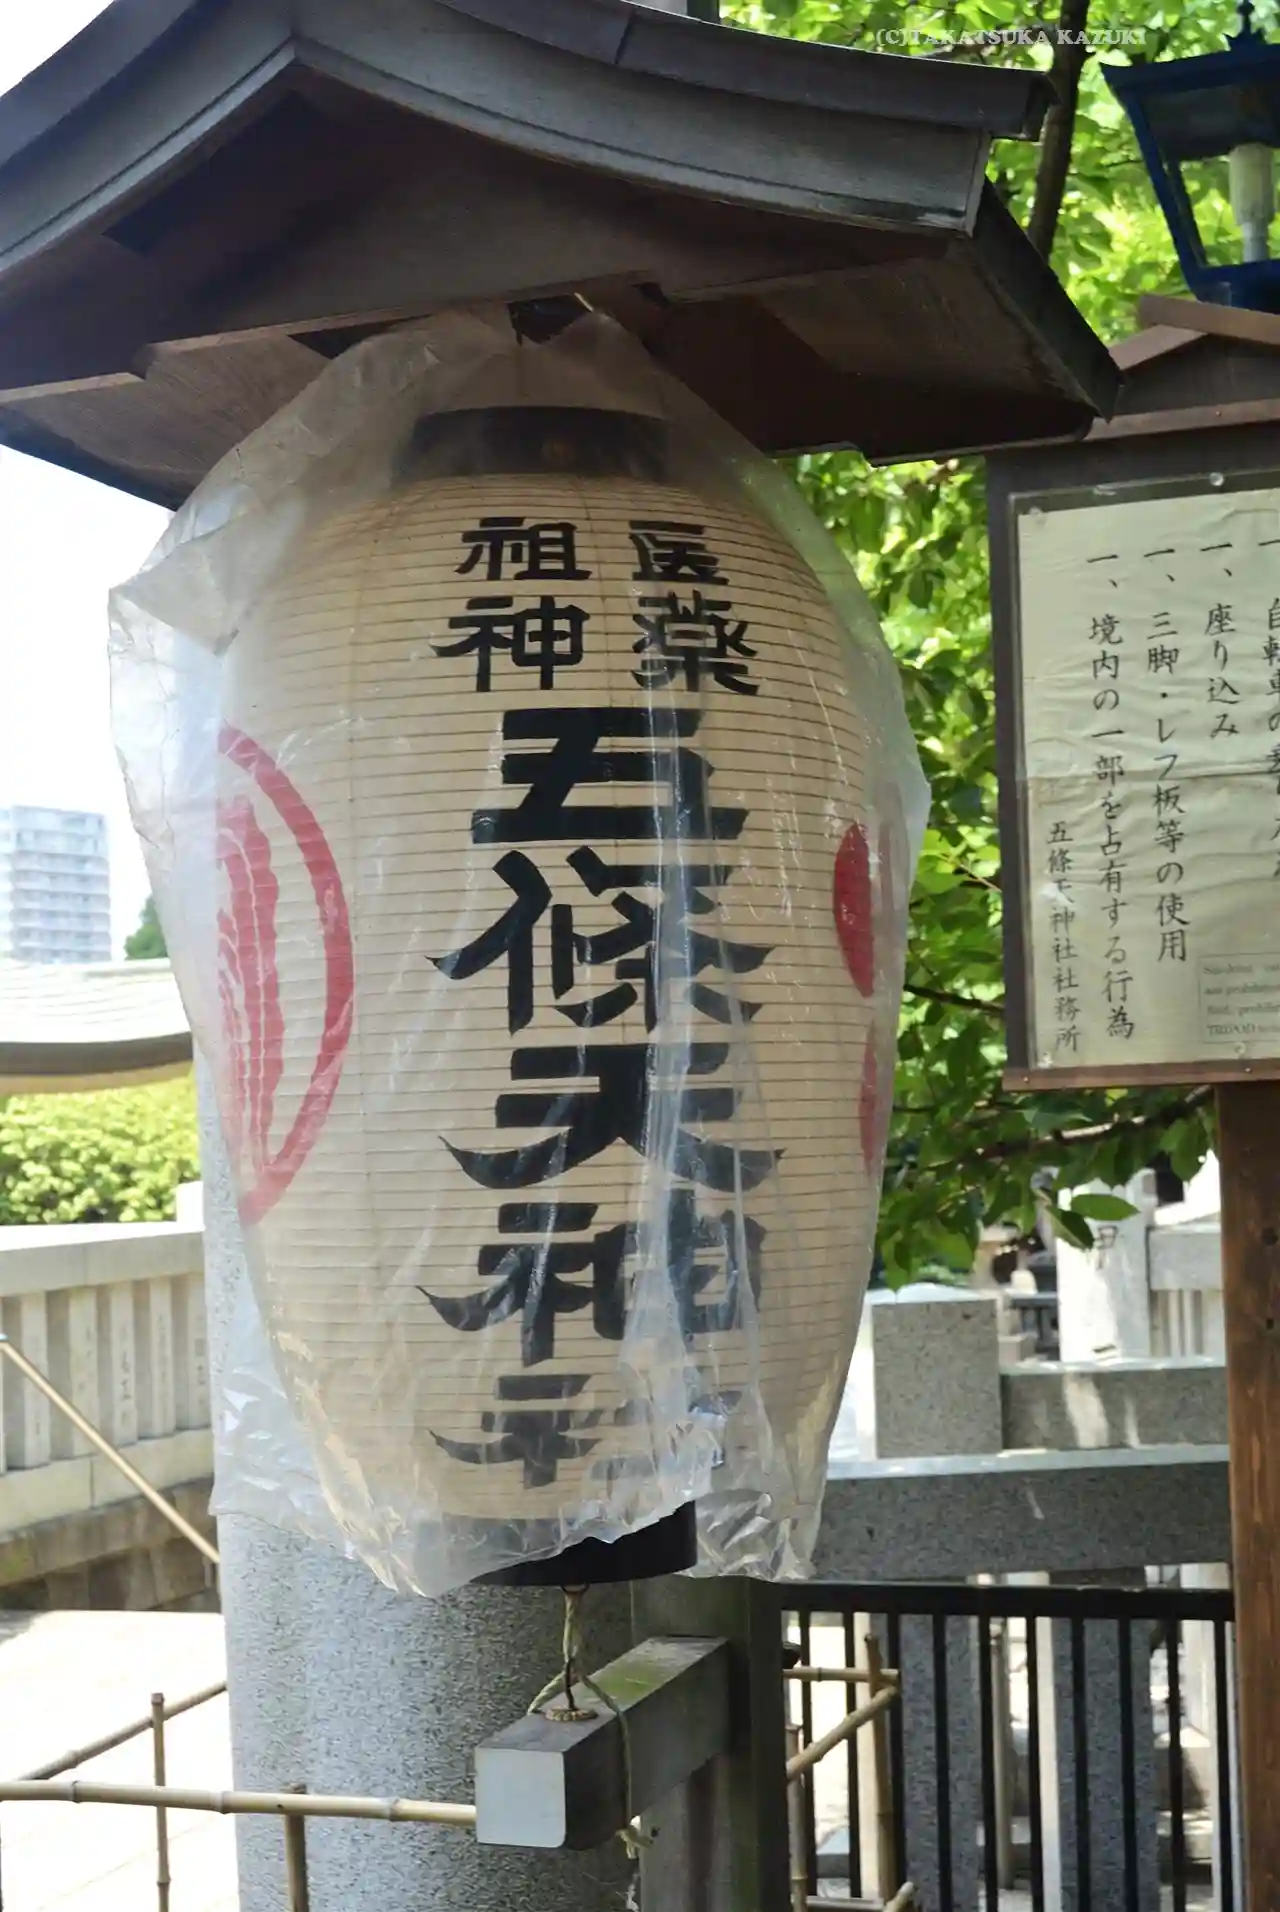 (C)TAKATSUKA KAZUKI
医薬
祖神
五條天神社
一、座り込み
一、三脚・レフ板等の使用
一、境内の一部を占有する行為
五條天神社社務所
TRIPOD